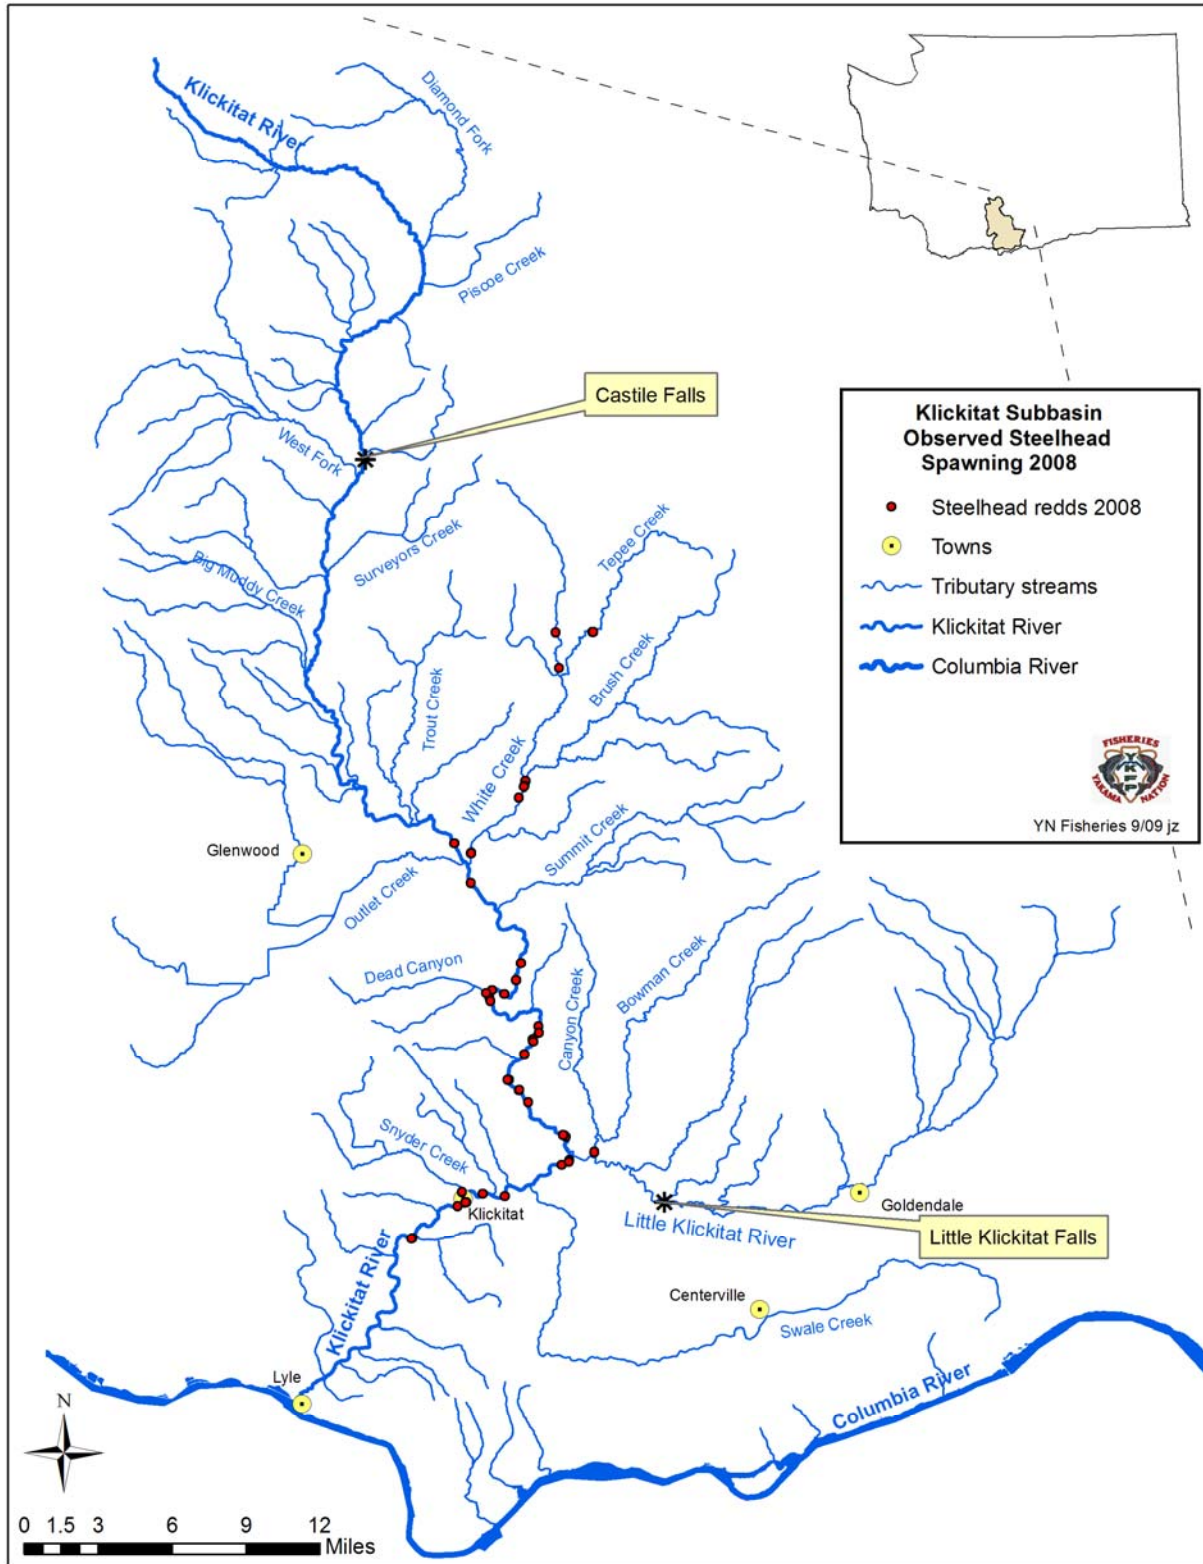 Klickitat River
Diamond Fork
Piscoe Creek
Castile Falls
West Fork
Surveyors Creek
Tepee Creek
Big Muddy Creek
Trout Creek
Brush Creek
White Creek
Summit Creek
Glenwood
Outlet Creek
Dead Canyon
Canyon Creek
Bowman Creek
Snyder Creek
Klickitat
Goldendale
Little Klickitat River
Little Klickitat Falls
Klickitat River
Centerville
Swale Creek
Lyle
Columbia River
Klickitat Subbasin
Observed Steelhead
Spawning 2008
Steelhead redds 2008
Towns
Tributary streams
Klickitat River
Columbia River
FISHERIES
YKFP
YAKAMA NATION
YN Fisheries 9/09 jz
N
0 1.5 3 6 9 12
Miles